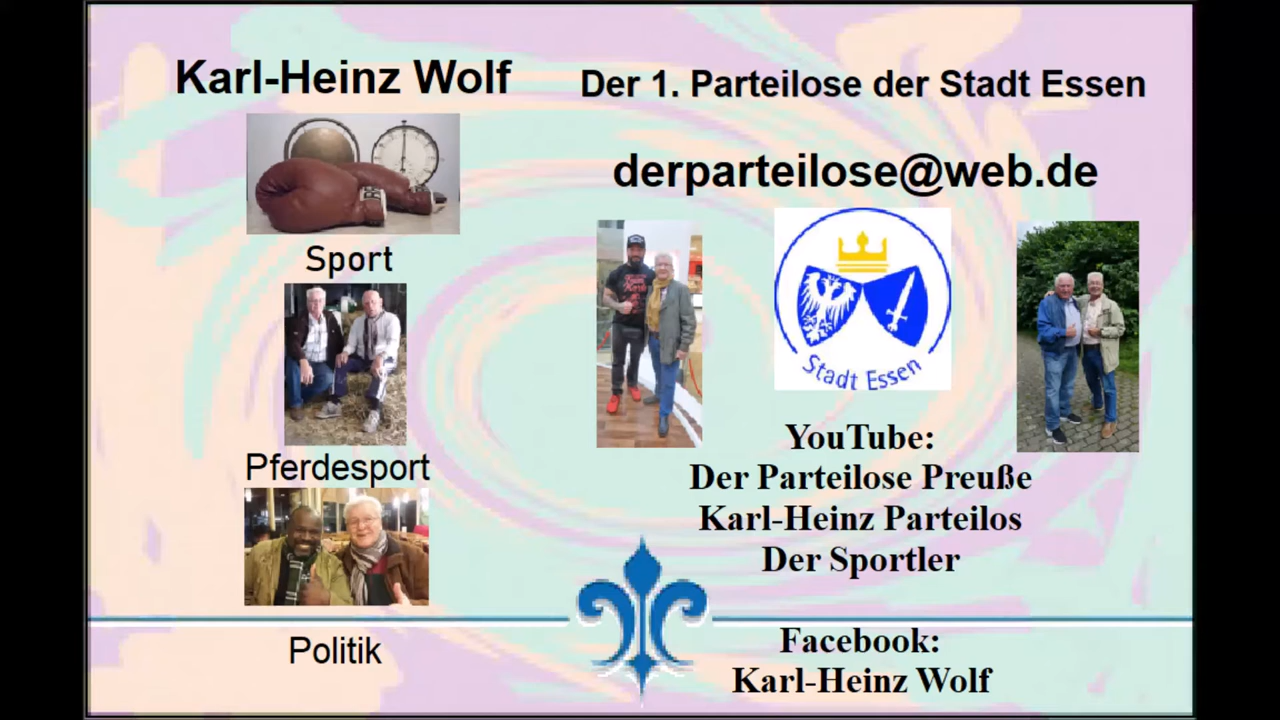 Karl-Heinz Wolf
Der 1. Parteilose der Stadt Essen
derparteilose@web.de
Sport
Stadt Essen
Pferdesport
YouTube:
Der Parteilose Preuße
Karl-Heinz Parteilos
Der Sportler
Politik
Facebook:
Karl-Heinz Wolf